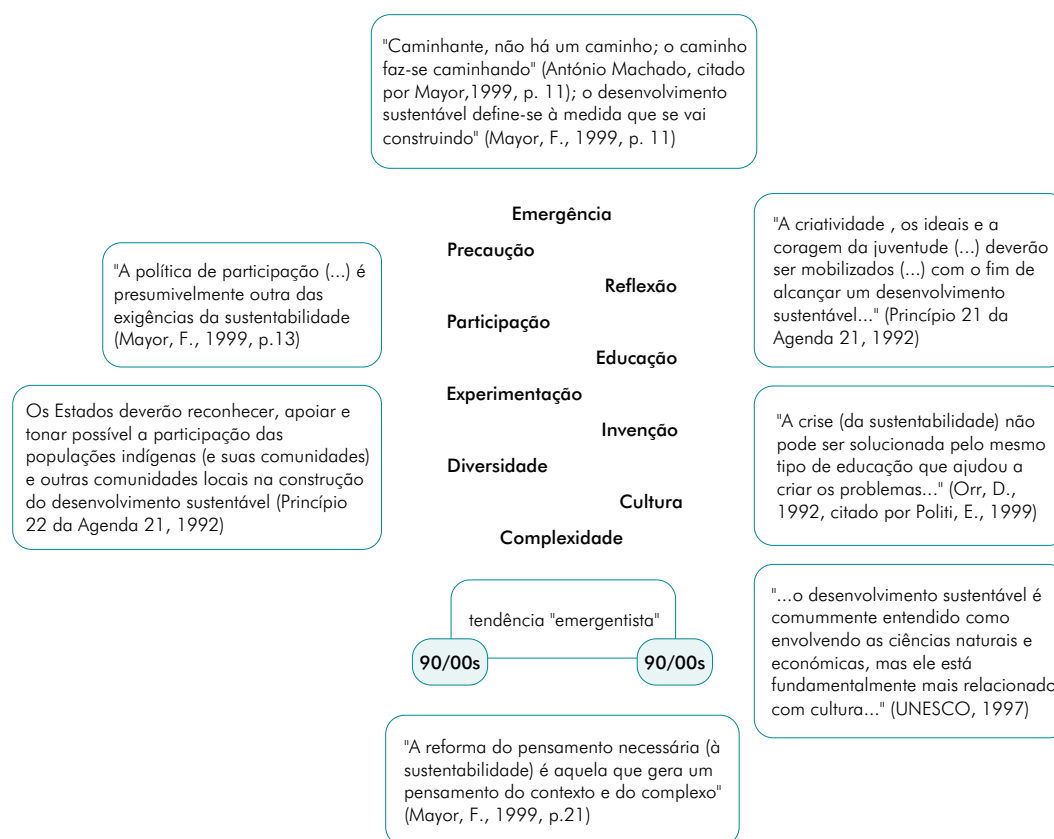 "Caminhante, não há um caminho; o caminho
faz-se caminhando" (António Machado, citado
por Mayor,1999, p. 11); o desenvolvimento
sustentável define-se à medida que se vai
construindo" (Mayor, F., 1999, p. 11)
"A política de participação (...) é
presumivelmente outra das
exigências da sustentabilidade
(Mayor, F., 1999, p.13)
Os Estados deverão reconhecer, apoiar e
tonar possível a participação das
populações indígenas (e suas comunidades)
e outras comunidades locais na construção
do desenvolvimento sustentável (Princípio
22 da Agenda 21, 1992)
Emergência
Precaução
Reflexão
Participação
Educação
Experimentação
Invenção
Diversidade
Cultura
Complexidade
tendência "emergentista"
90/00s
90/00s
"A criatividade , os ideais e a
coragem da juventude (...) deverão
ser mobilizados (...) com o fim de
alcançar um desenvolvimento
sustentável..." (Princípio 21 da
Agenda 21, 1992)
"A crise (da sustentabilidade) não
pode ser solucionada pelo mesmo
tipo de educação que ajudou a
criar os problemas..." (Orr, D.,
1992, citado por Politi, E., 1999)
"...o desenvolvimento sustentável é
comummente entendido como
envolvendo as ciências naturais e
económicas, mas ele está
fundamentalmente mais relacionado
com cultura..." (UNESCO, 1997)
"A reforma do pensamento necessária (à
sustentabilidade) é aquela que gera um
pensamento do contexto e do complexo"
(Mayor, F., 1999, p.21)